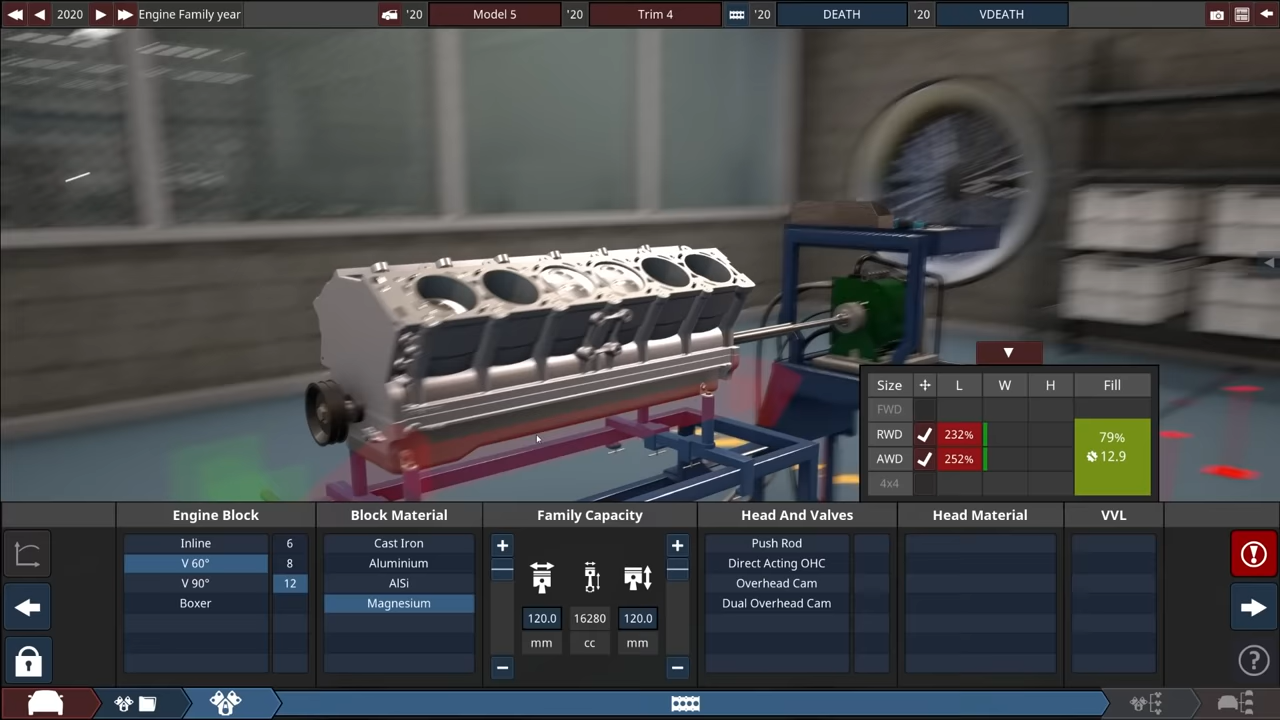 2020 Engine Family year '20 Model 5 '20 Trim 4 '20 DEATH '20 VDEATH
Size L W H Fill
FWD
RWD 232%
AWD 252%
4x4
79%
12.9
Engine Block Block Material Family Capacity Head And Valves Head Material VVL
Inline 6 Cast Iron Push Rod
V 60° 8 Aluminium Direct Acting OHC
V 90° 12 AlSi Overhead Cam
Boxer Magnesium Dual Overhead Cam
120.0 16280 120.0
mm cc mm